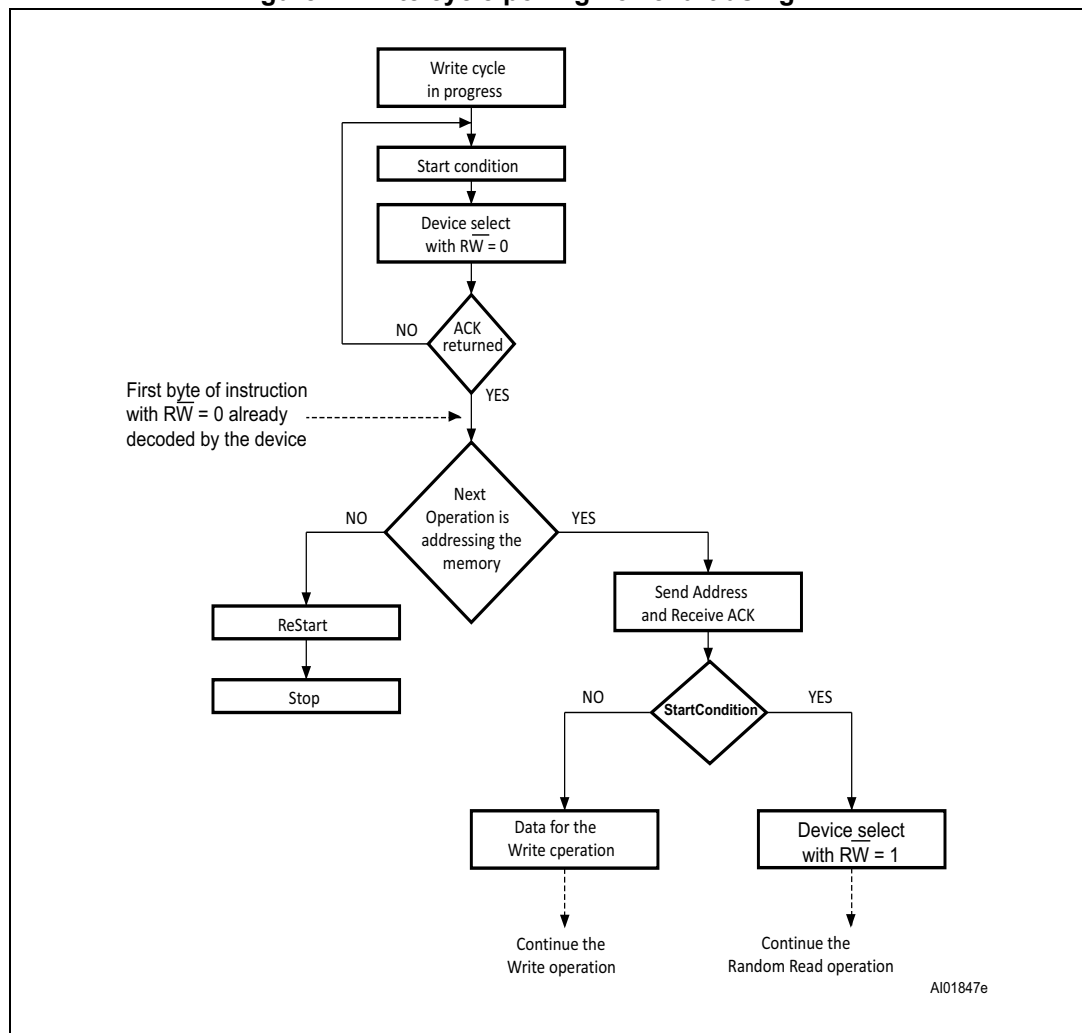 Write cycle
in progress
Start condition
Device select
with RW̅ = 0
ACK
returned
NO
YES
First byte of instruction
with RW̅ = 0 already
decoded by the device
Next
Operation is
addressing the
memory
NO
YES
ReStart
Stop
Send Address
and Receive ACK
StartCondition
NO
YES
Data for the
Write cperation
Device select
with RW̅ = 1
Continue the
Write operation
Continue the
Random Read operation
AI01847e